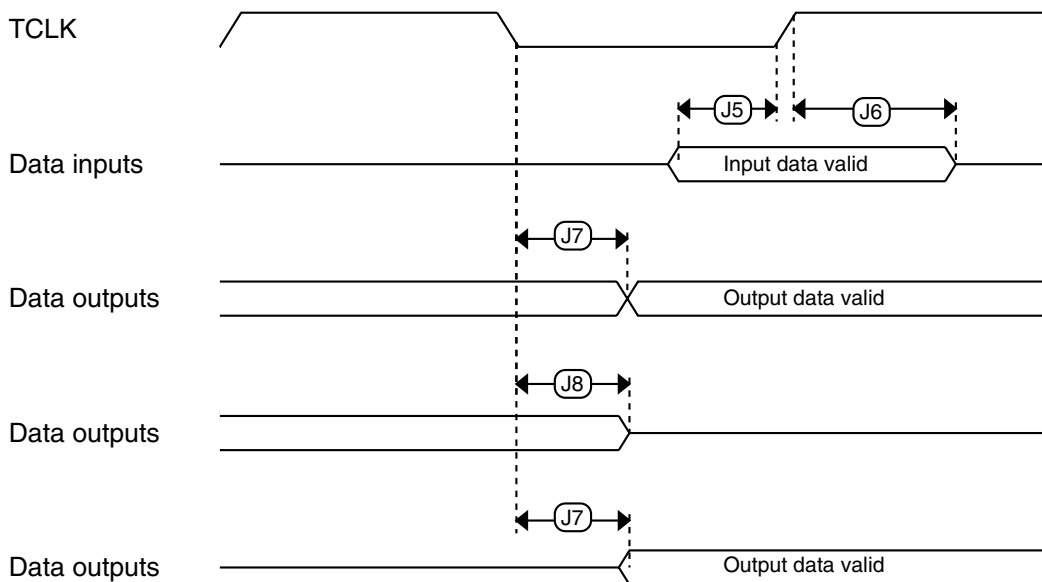 TCLK
J5
J6
Data inputs
Input data valid
J7
Data outputs
Output data valid
J8
Data outputs
J7
Data outputs
Output data valid